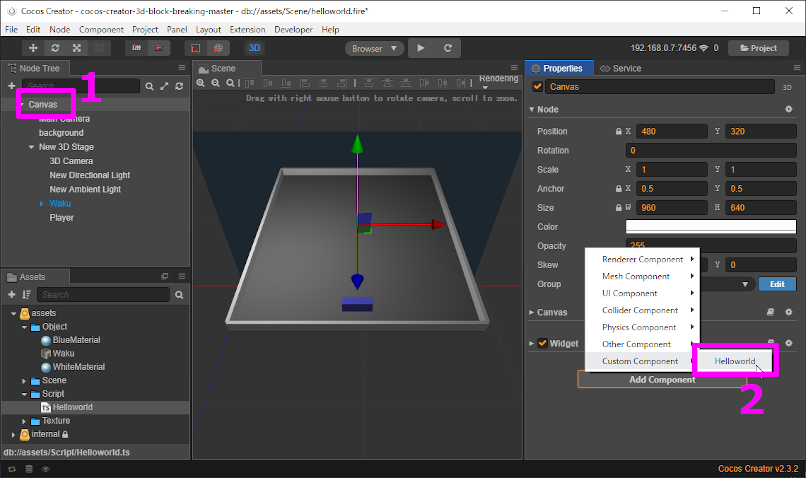 Cocos Creator - cocos-creator-3d-block-breaking-master - db://assets/Scene/helloworld.fire*
File Edit Node Component Project Panel Layout Extension Developer Help
3D
Browser
192.168.0.7:7456 0
Project
Node Tree
Search...
1
Canvas
Main Camera
background
New 3D Stage
3D Camera
New Directional Light
New Ambient Light
Waku
Player
Assets
Search...
assets
Object
BlueMaterial
Waku
WhiteMaterial
Scene
Script
TS Helloworld
Texture
internal
db://assets/Script/Helloworld.ts
Scene
Rendering
Drag with right mouse button to rotate camera, scroll to zoom.
Properties
Service
Canvas 3D
Node
Position X 480 Y 320
Rotation 0
Scale X 1 Y 1
Anchor X 0.5 Y 0.5
Size W 960 H 640
Color
Opacity 255
Skew Y 0
Group Edit
Canvas
Widget
Add Component
Renderer Component
Mesh Component
UI Component
Collider Component
Physics Component
Other Component
Custom Component
Helloworld
2
Cocos Creator v2.3.2